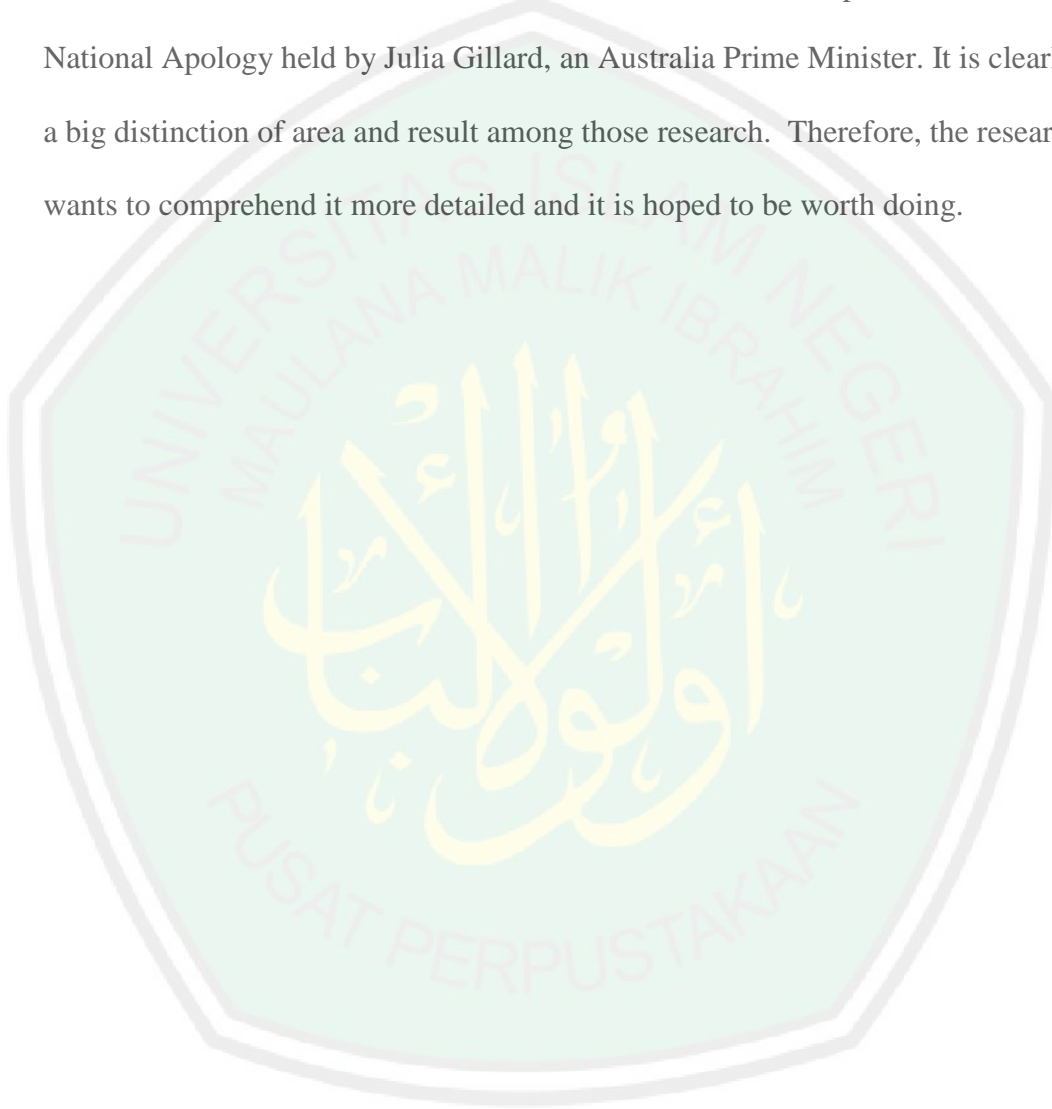 National Apology held by Julia Gillard, an Australia Prime Minister. It is clear
a big distinction of area and result among those research. Therefore, the resear
wants to comprehend it more detailed and it is hoped to be worth doing.
UNIVERSITAS ISLAM NEGERI
MAULANA MALIK IBRAHIM
أولوا الألباب
PUSAT PERPUSTAKAAN